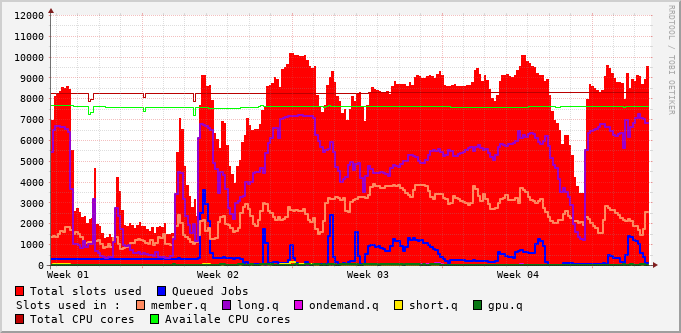 12000
11000
10000
9000
8000
7000
6000
5000
4000
3000
2000
1000
0
Week 01 Week 02 Week 03 Week 04
Total slots used Queued Jobs
Slots used in : member.q long.q ondemand.q short.q gpu.q
Total CPU cores Availale CPU cores
RRDTOOL / TOBI OETIKER